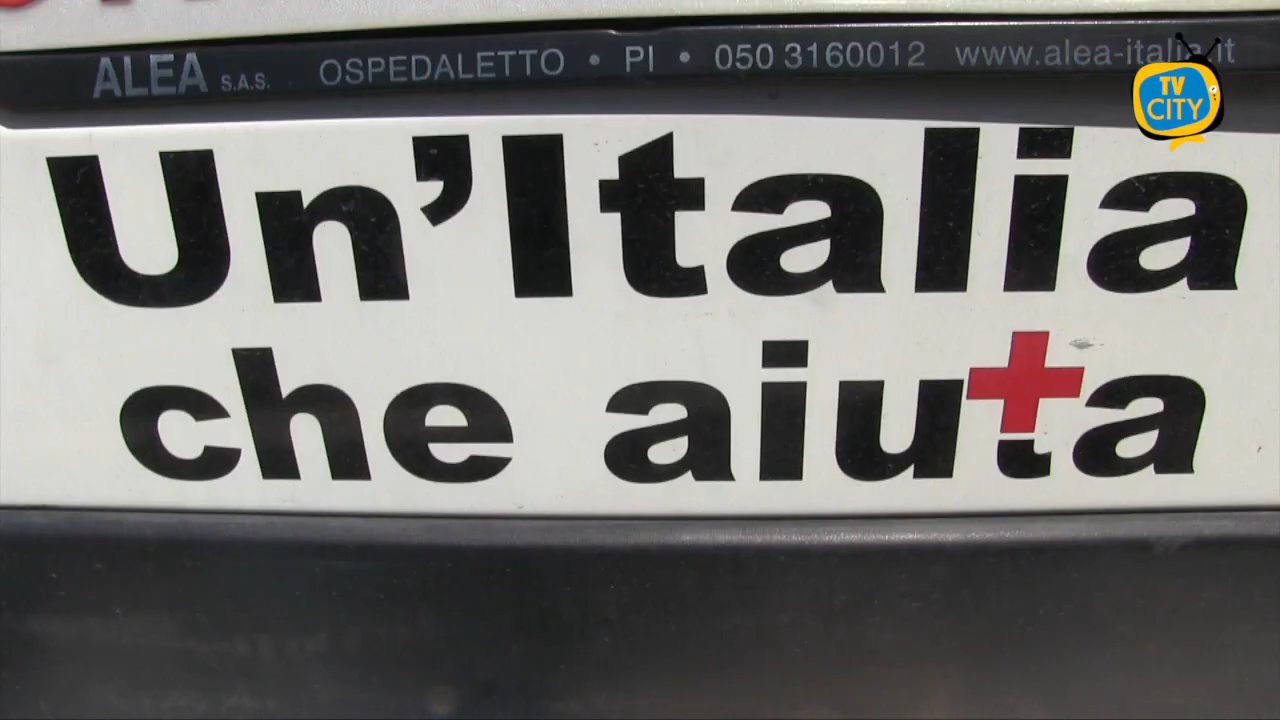 ALEA S.A.S. OSPEDALETTO • PI • 050 3160012 www.alea-italia.it
TV
CITY
Un'Italia
che aiuta